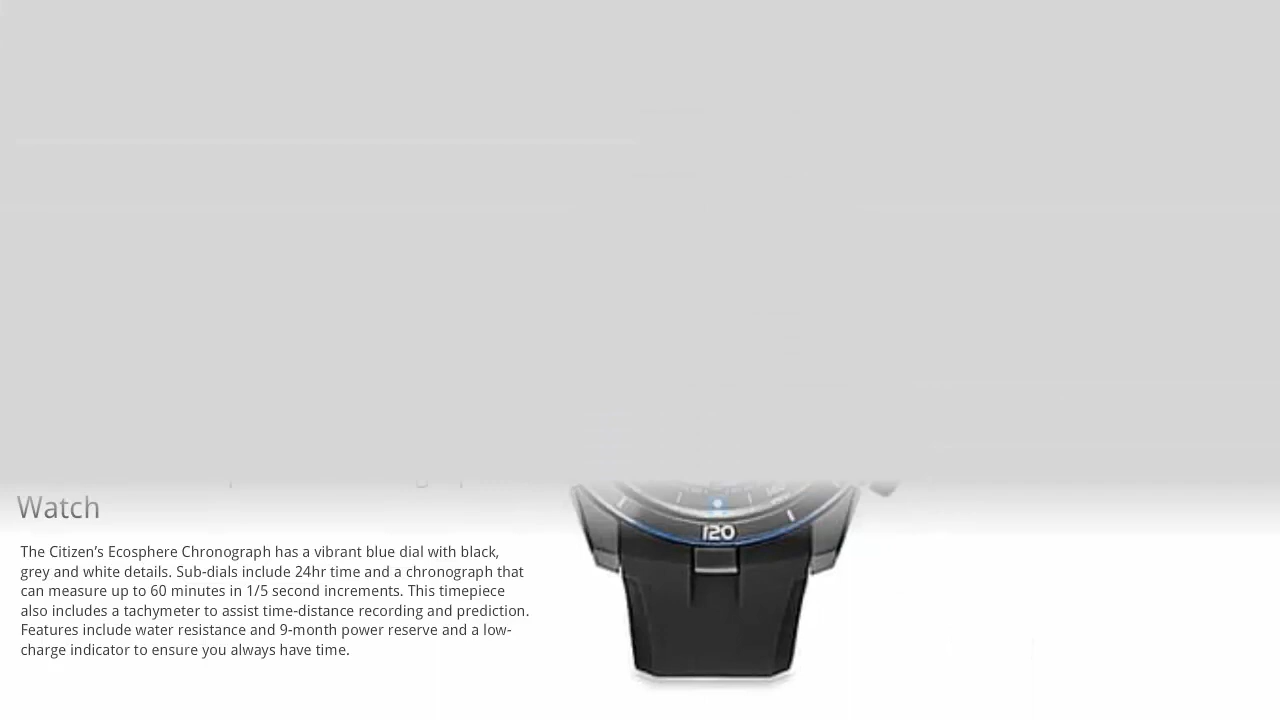 Watch
The Citizen's Ecosphere Chronograph has a vibrant blue dial with black,
grey and white details. Sub-dials include 24hr time and a chronograph that
can measure up to 60 minutes in 1/5 second increments. This timepiece
also includes a tachymeter to assist time-distance recording and prediction.
Features include water resistance and 9-month power reserve and a low-
charge indicator to ensure you always have time.
120